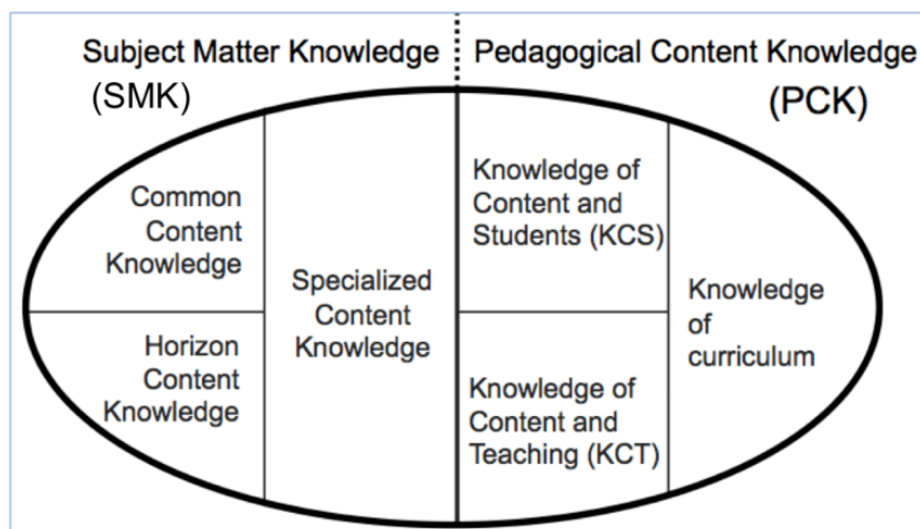 Subject Matter Knowledge
(SMK)
Pedagogical Content Knowledge
(PCK)
Common
Content
Knowledge
Horizon
Content
Knowledge
Specialized
Content
Knowledge
Knowledge of
Content and
Students (KCS)
Knowledge of
Content and
Teaching (KCT)
Knowledge
of
curriculum